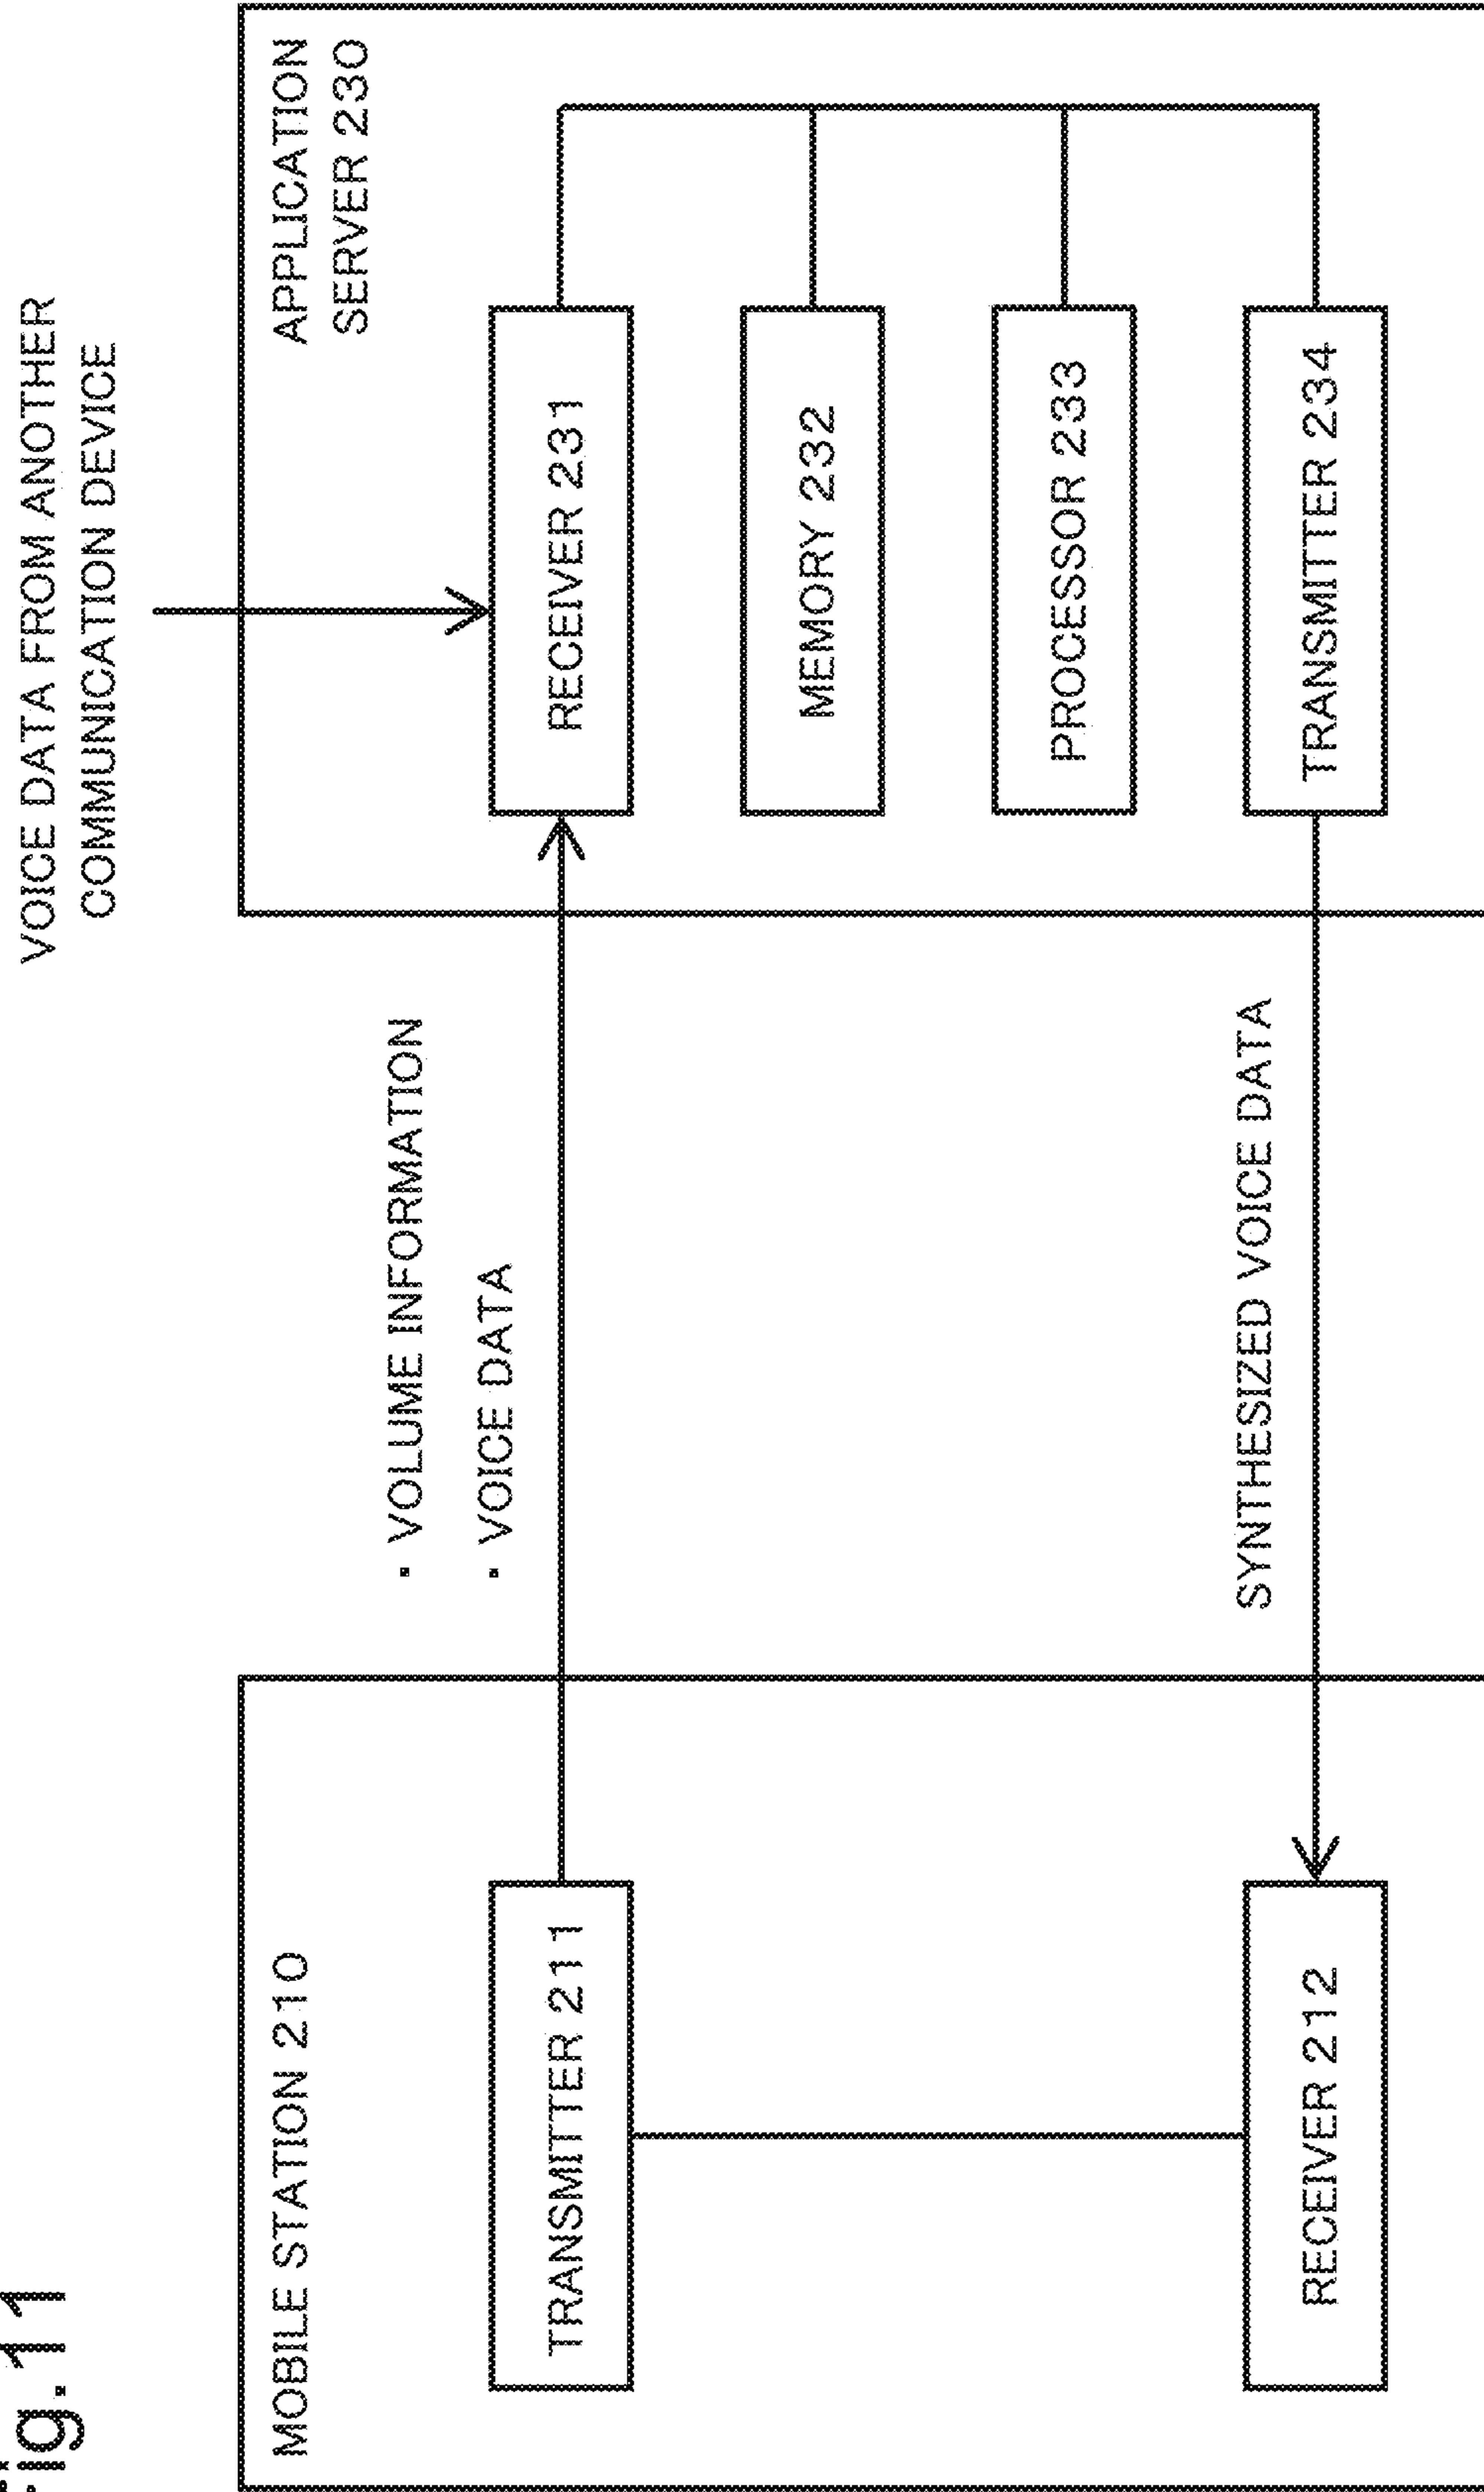 Fig.11
VOICE DATA FROM ANOTHER
COMMUNICATION DEVICE
MOBILE STATION 210
TRANSMITTER 211
RECEIVER 212
· VOLUME INFORMATION
· VOICE DATA
SYNTHESIZED VOICE DATA
APPLICATION
SERVER 230
RECEIVER 231
MEMORY 232
PROCESSOR 233
TRANSMITTER 234